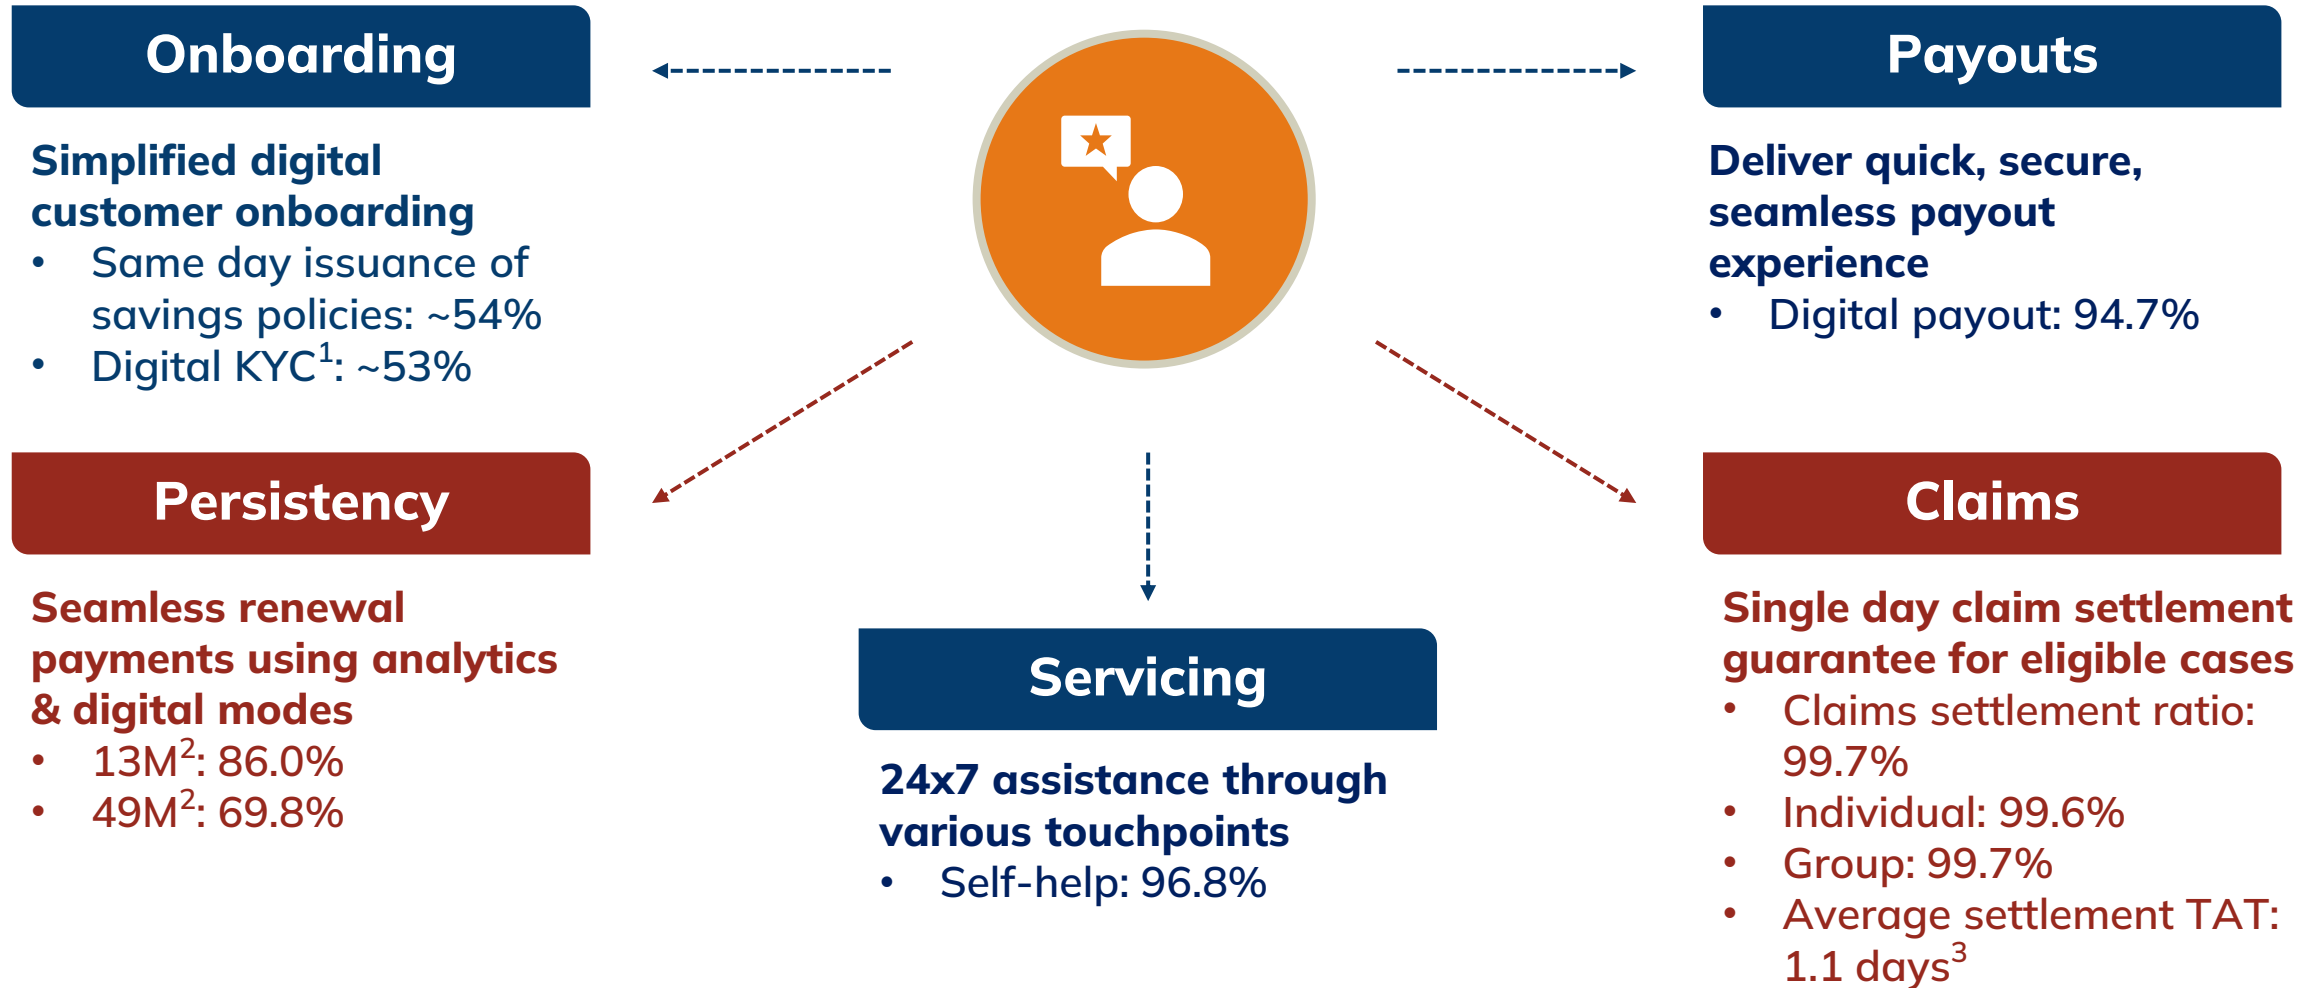 Onboarding
Simplified digital
customer onboarding
• Same day issuance of
savings policies: ~54%
• Digital KYC¹: ~53%
Persistency
Seamless renewal
payments using analytics
& digital modes
• 13M²: 86.0%
• 49M²: 69.8%
Servicing
24x7 assistance through
various touchpoints
• Self-help: 96.8%
Payouts
Deliver quick, secure,
seamless payout
experience
• Digital payout: 94.7%
Claims
Single day claim settlement
guarantee for eligible cases
• Claims settlement ratio:
99.7%
• Individual: 99.6%
• Group: 99.7%
• Average settlement TAT:
1.1 days³